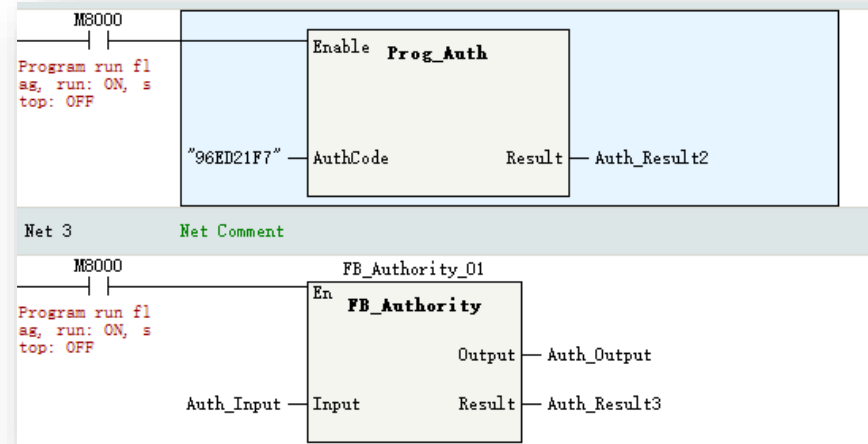 M8000
Enable Prog_Auth
Program run fl
ag, run: ON, s
top: OFF
"96ED21F7" AuthCode Result Auth_Result2
Net 3 Net Comment
M8000
FB_Authority_01
En FB_Authority
Program run fl
ag, run: ON, s
top: OFF
Output Auth_Output
Auth_Input Input Result Auth_Result3